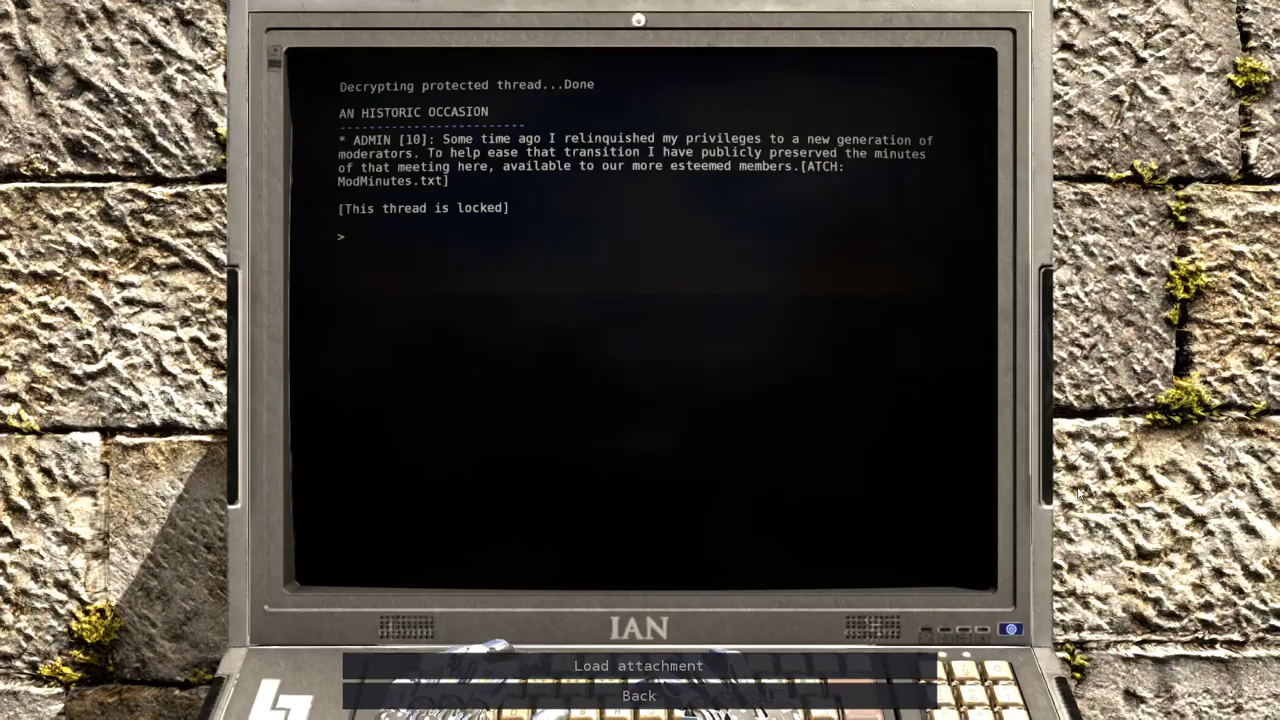 Decrypting protected thread...Done
AN HISTORIC OCCASION
-------------------------
* ADMIN [10]: Some time ago I relinquished my privileges to a new generation of
moderators. To help ease that transition I have publicly preserved the minutes
of that meeting here, available to our more esteemed members.[ATCH:
ModMinutes.txt]
[This thread is locked]
>
IAN
Load attachment
Back